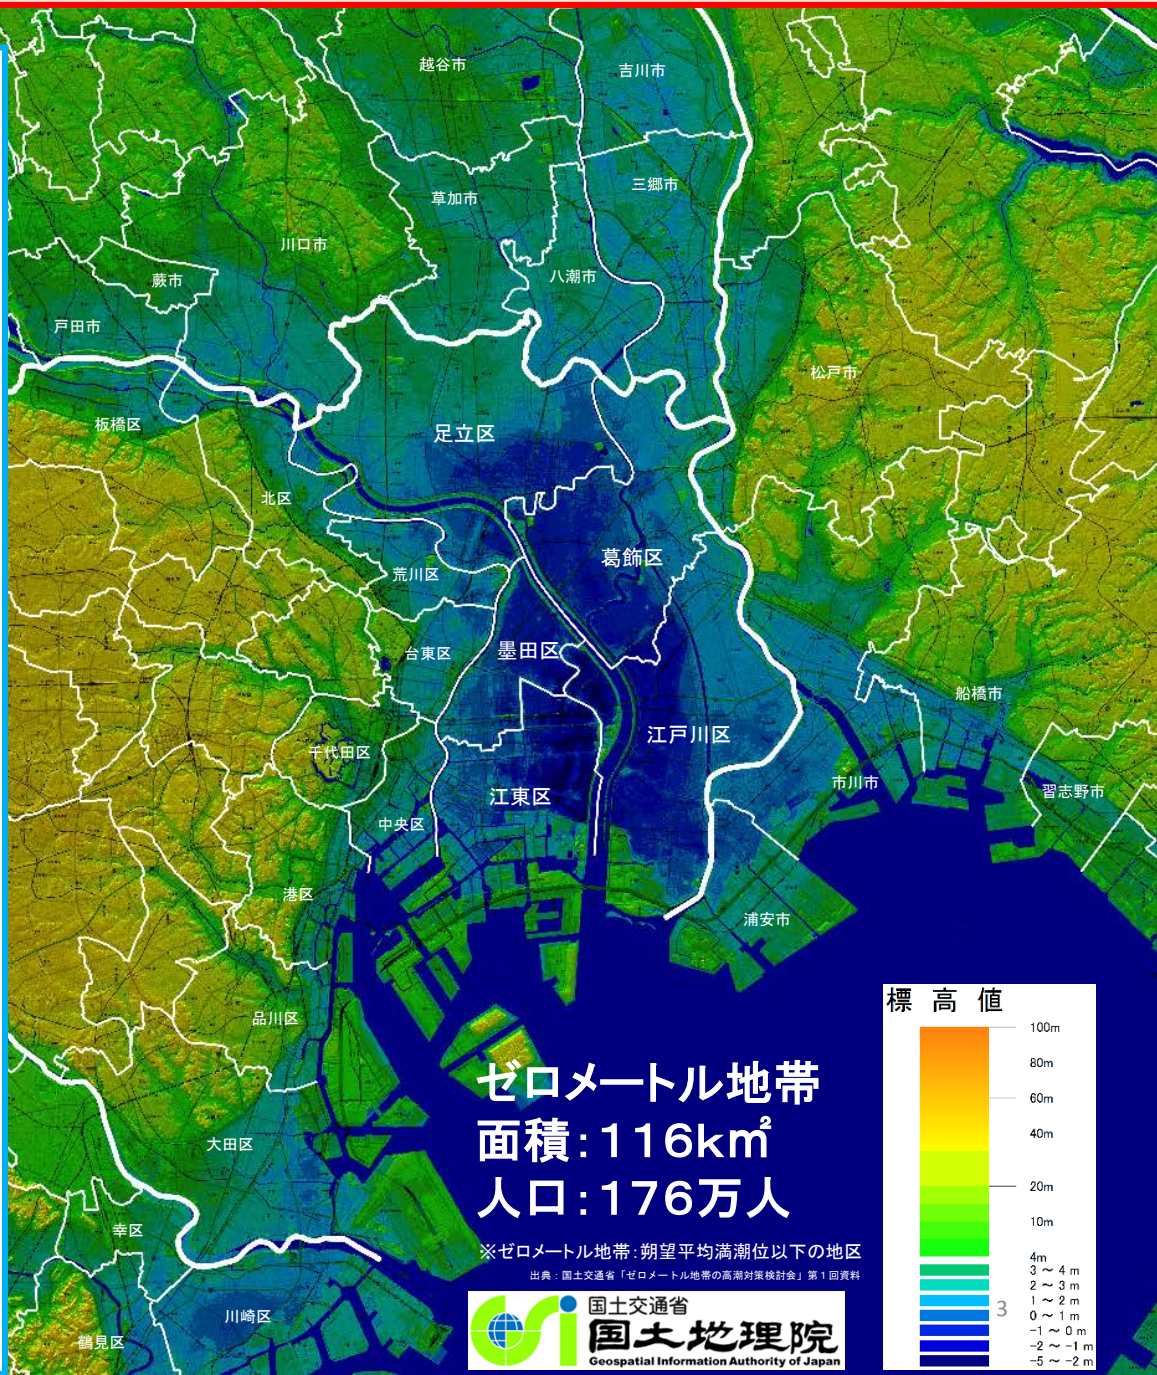 越谷市
吉川市
三郷市
草加市
川口市
八潮市
蕨市
戸田市
松戸市
板橋区
足立区
北区
葛飾区
荒川区
墨田区
台東区
船橋市
江戸川区
千代田区
市川市
習志野市
江東区
中央区
港区
浦安市
品川区
大田区
幸区
川崎区
鶴見区
ゼロメートル地帯
面積:116k㎡
人口:176万人
※ゼロメートル地帯:朔望平均満潮位以下の地区
出典:国土交通省「ゼロメートル地帯の高潮対策検討会」第1回資料
国土交通省
国土地理院
Geospatial Information Authority of Japan
標高値
100m
80m
60m
40m
20m
10m
4m
3 ~ 4 m
2 ~ 3 m
1 ~ 2 m
0 ~ 1 m
-1 ~ 0 m
-2 ~ -1 m
-5 ~ -2 m
3